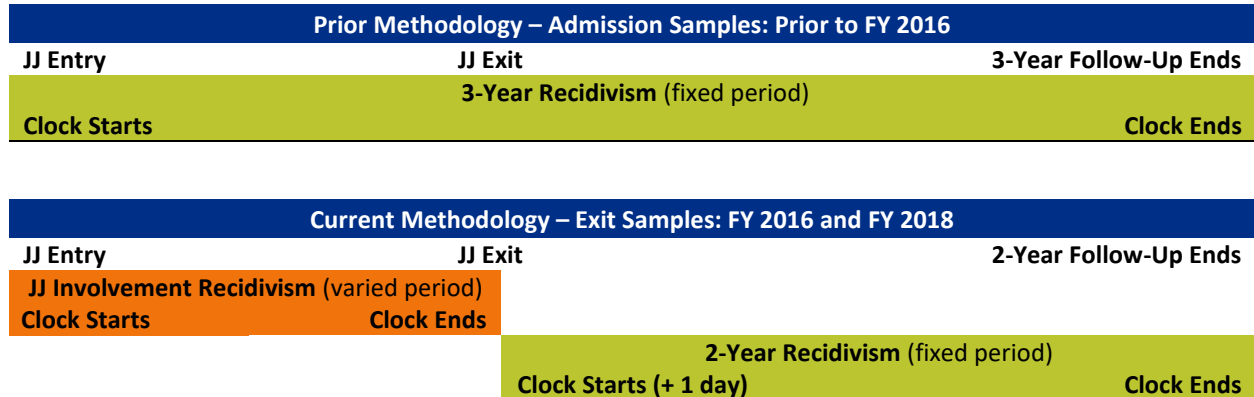 Prior Methodology – Admission Samples: Prior to FY 2016
JJ Entry JJ Exit 3-Year Follow-Up Ends
3-Year Recidivism (fixed period)
Clock Starts Clock Ends
Current Methodology – Exit Samples: FY 2016 and FY 2018
JJ Entry JJ Exit 2-Year Follow-Up Ends
JJ Involvement Recidivism (varied period)
Clock Starts Clock Ends
2-Year Recidivism (fixed period)
Clock Starts (+ 1 day) Clock Ends